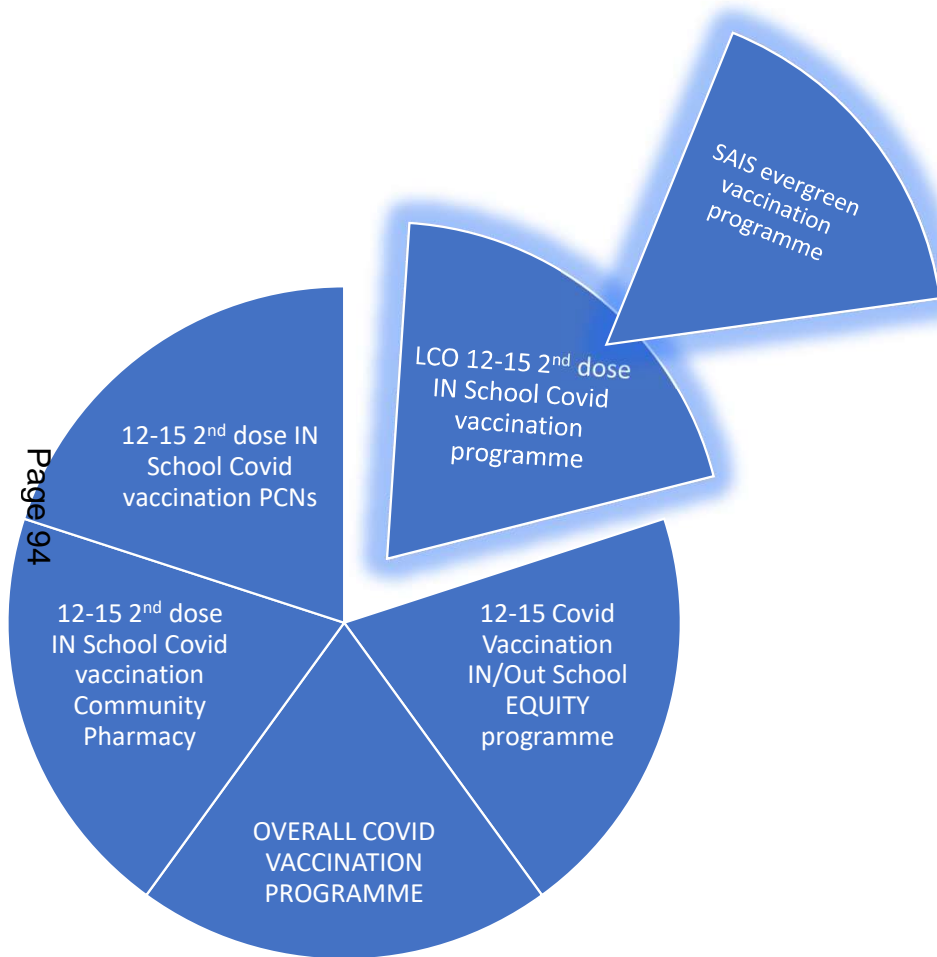 SAIS evergreen
vaccination
programme
LCO 12-15 2nd dose
IN School Covid
vaccination
programme
12-15 2nd dose IN
School Covid
vaccination PCNs
Page 94
12-15 2nd dose
IN School Covid
vaccination
Community
Pharmacy
12-15 Covid
Vaccination
IN/Out School
EQUITY
programme
OVERALL COVID
VACCINATION
PROGRAMME